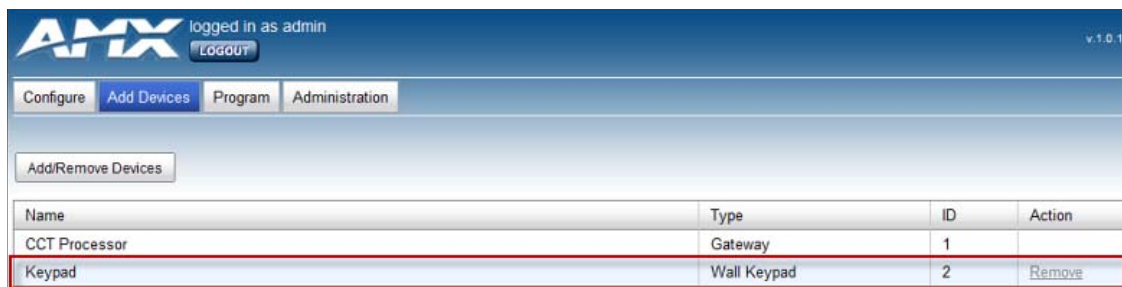 AMX logged in as admin
LOGOUT
v.1.0.1
Configure Add Devices Program Administration
Add/Remove Devices
Name Type ID Action
CCT Processor Gateway 1
Keypad Wall Keypad 2 Remove